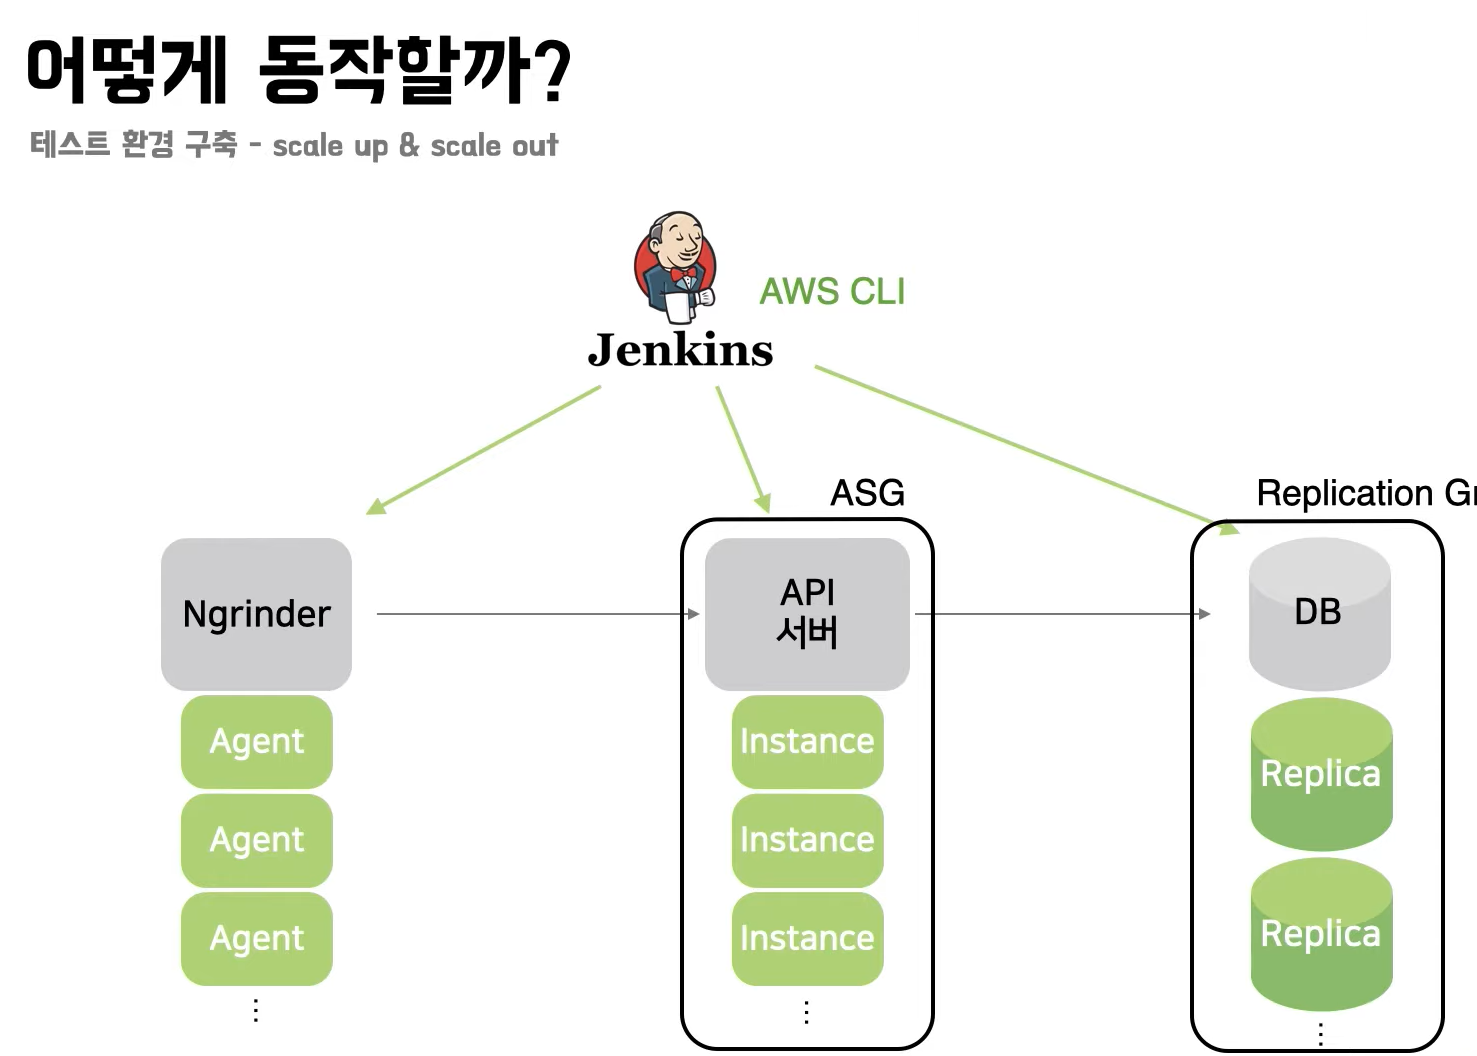 어떻게 동작할까?
테스트 환경 구축 - scale up & scale out
AWS CLI
Jenkins
ASG
Replication Gr
Ngrinder
API
서버
DB
Agent
Instance
Replica
Agent
Instance
Agent
Instance
Replica